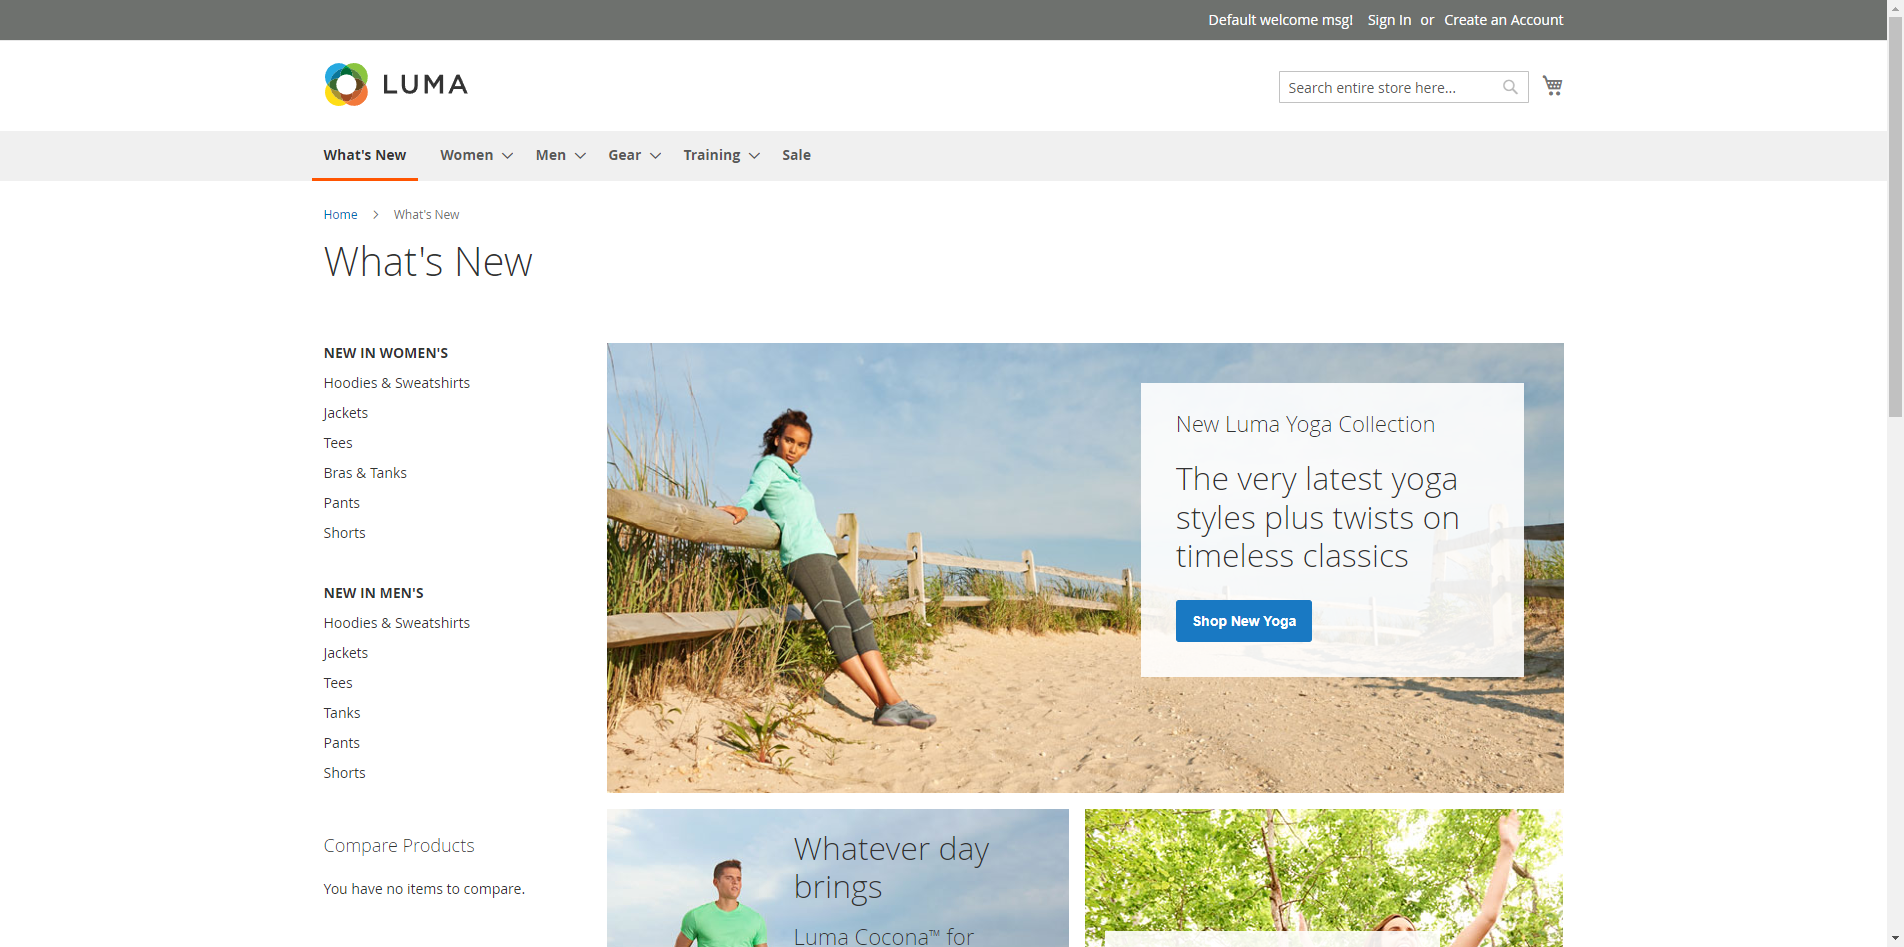 Default welcome msg! Sign In or Create an Account
LUMA
Search entire store here...
What's New Women Men Gear Training Sale
Home > What's New
What's New
NEW IN WOMEN'S
Hoodies & Sweatshirts
Jackets
Tees
Bras & Tanks
Pants
Shorts
NEW IN MEN'S
Hoodies & Sweatshirts
Jackets
Tees
Tanks
Pants
Shorts
Compare Products
You have no items to compare.
New Luma Yoga Collection
The very latest yoga
styles plus twists on
timeless classics
Shop New Yoga
Whatever day
brings
Luma Cocona™ for